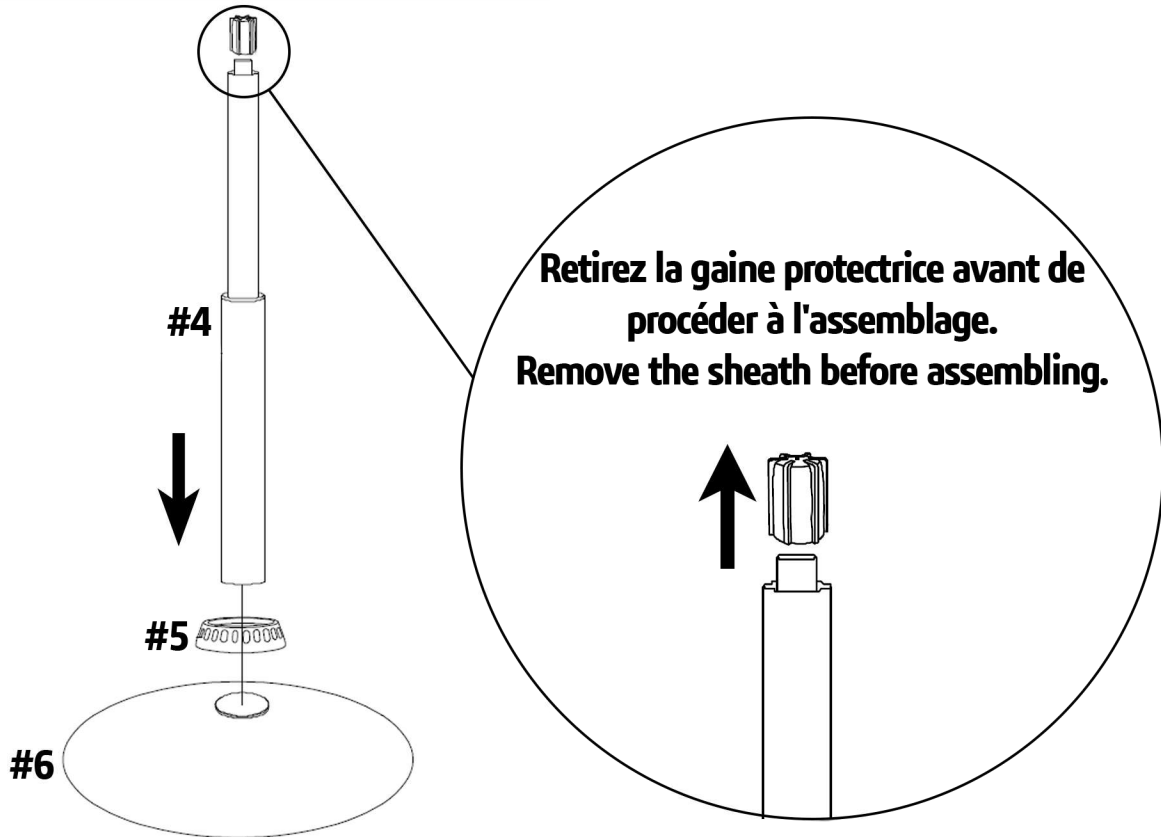 #4
#5
#6
Retirez la gaine protectrice avant de
procéder à l'assemblage.
Remove the sheath before assembling.